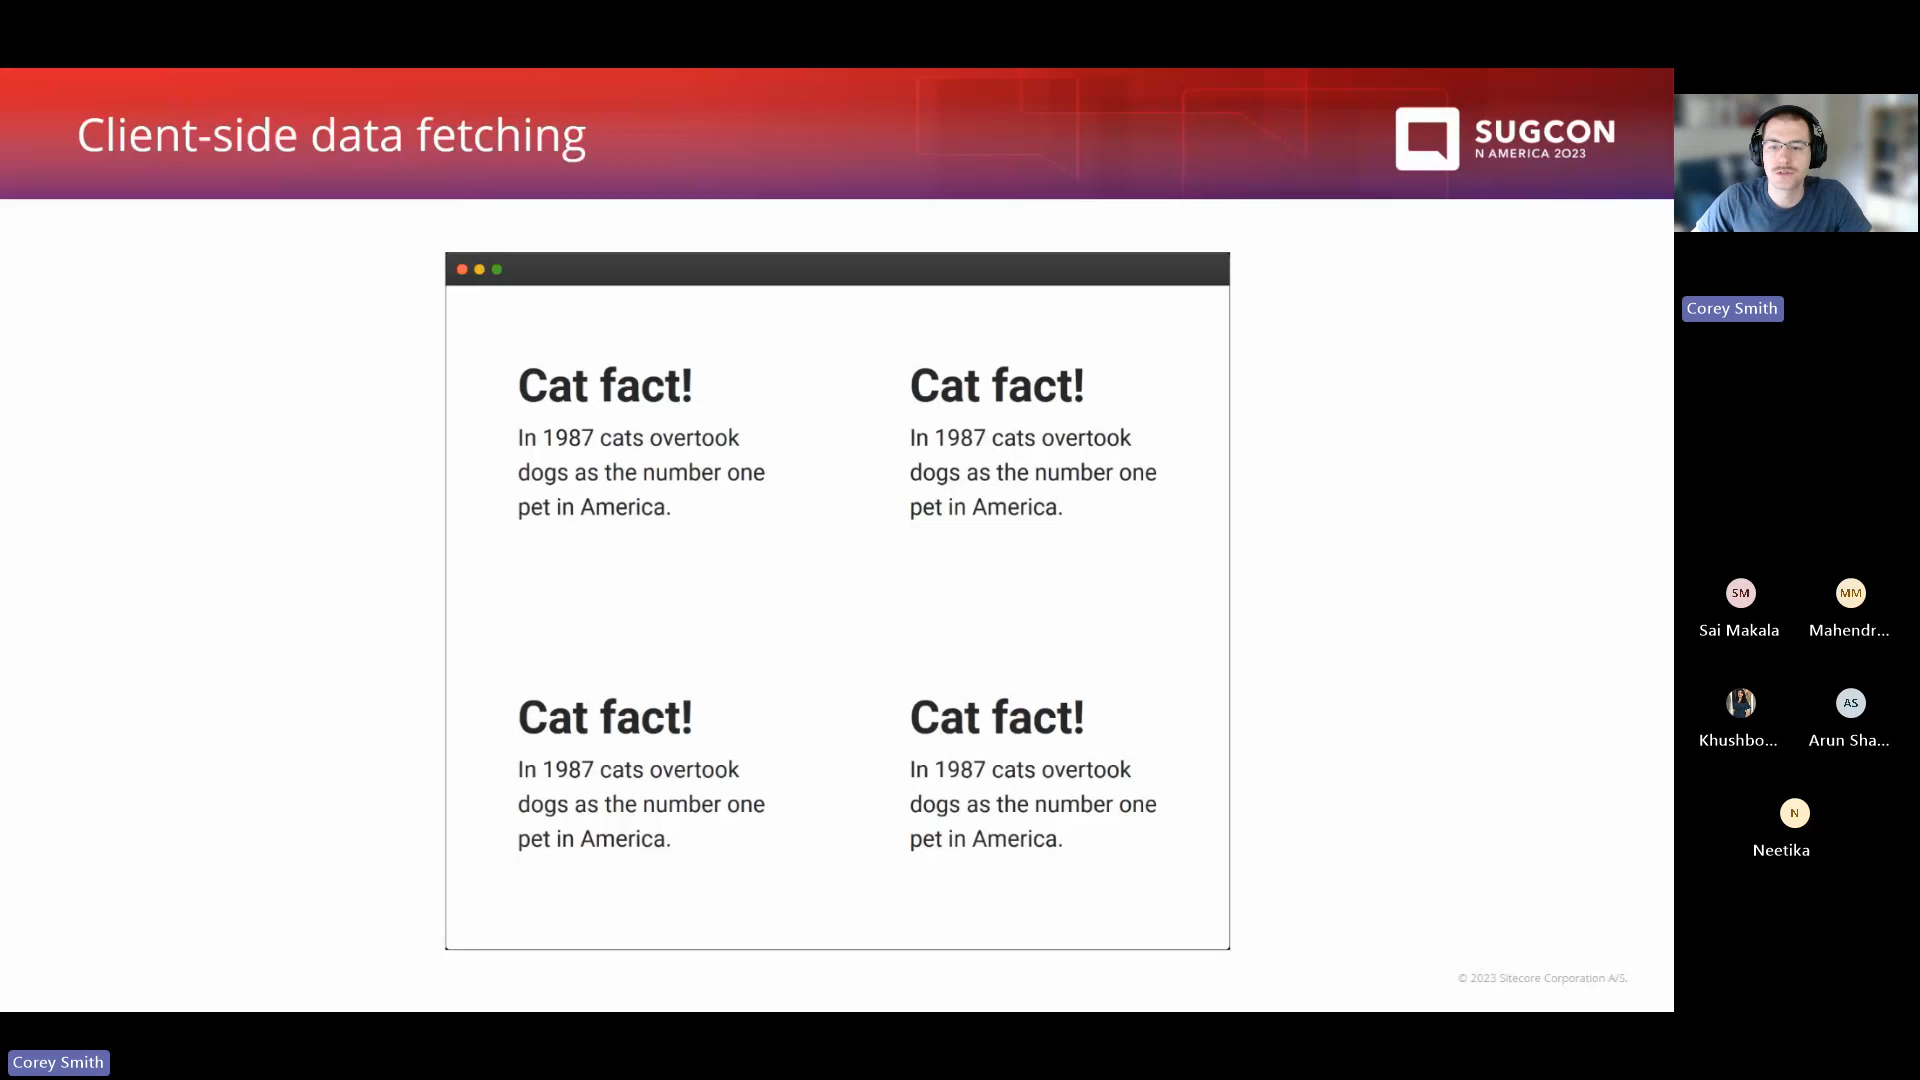 Client-side data fetching
SUGCON
N AMERICA 2023
Cat fact!
In 1987 cats overtook
dogs as the number one
pet in America.
Cat fact!
In 1987 cats overtook
dogs as the number one
pet in America.
Cat fact!
In 1987 cats overtook
dogs as the number one
pet in America.
Cat fact!
In 1987 cats overtook
dogs as the number one
pet in America.
© 2023 Sitecore Corporation A/S.
Corey Smith
SM
Sai Makala
MM
Mahendr...
Khushbo...
AS
Arun Sha...
N
Neetika
Corey Smith